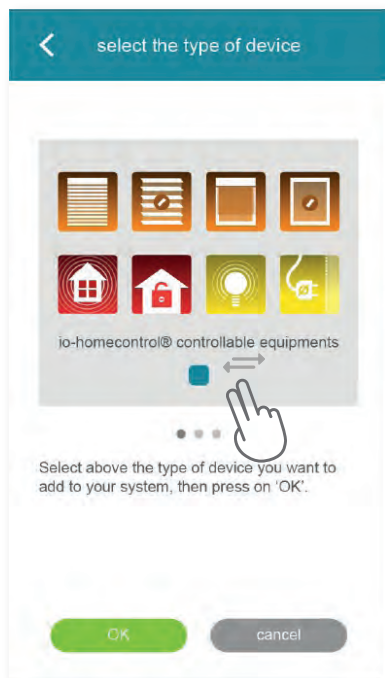 select the type of device
io-homecontrol® controllable equipments
Select above the type of device you want to
add to your system, then press on 'OK'.
OK
cancel